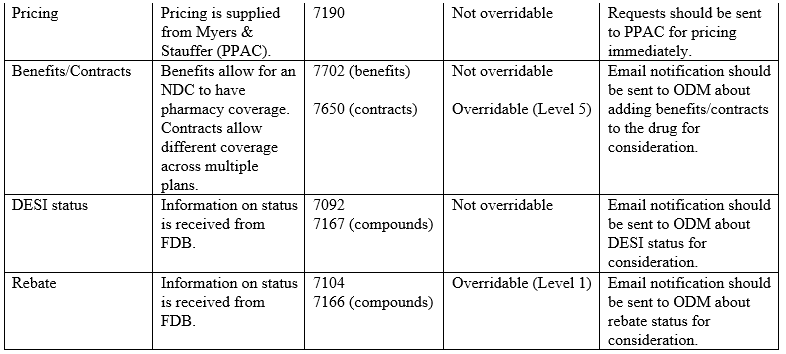 Pricing
Pricing is supplied
from Myers &
Stauffer (PPAC).
7190
Not overridable
Requests should be sent
to PPAC for pricing
immediately.
Benefits/Contracts
Benefits allow for an
NDC to have
pharmacy coverage.
Contracts allow
different coverage
across multiple
plans.
7702 (benefits)
7650 (contracts)
Not overridable
Overridable (Level 5)
Email notification should
be sent to ODM about
adding benefits/contracts
to the drug for
consideration.
DESI status
Information on status
is received from
FDB.
7092
7167 (compounds)
Not overridable
Email notification should
be sent to ODM about
DESI status for
consideration.
Rebate
Information on status
is received from
FDB.
7104
7166 (compounds)
Overridable (Level 1)
Email notification should
be sent to ODM about
rebate status for
consideration.